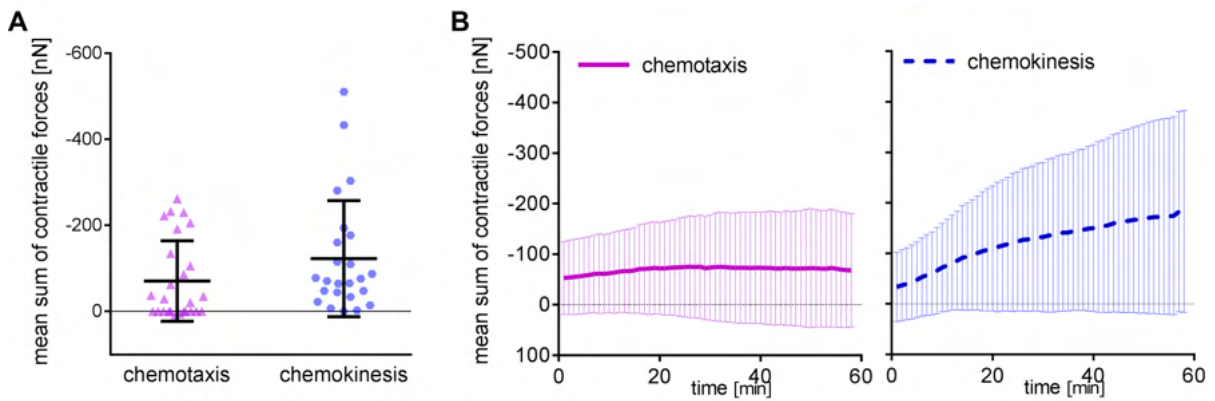 A
mean sum of contractile forces [nN]
-600
-400
-200
0
chemotaxis
chemokinesis
B
mean sum of contractile forces [nN]
-500
-400
-300
-200
-100
0
100
chemotaxis
0
20
40
60
time [min]
chemokinesis
0
20
40
60
time [min]